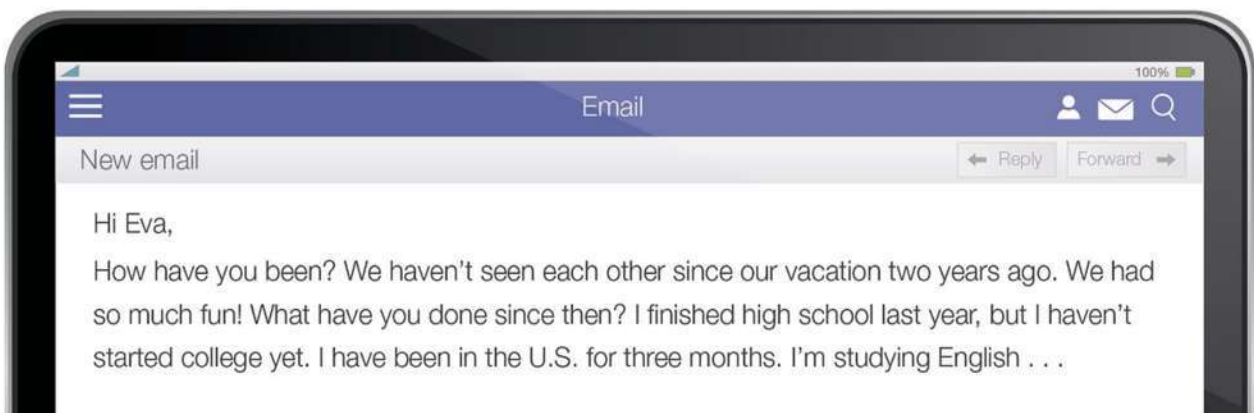 100%
Email
New email
Reply
Forward
Hi Eva,
How have you been? We haven't seen each other since our vacation two years ago. We had
so much fun! What have you done since then? I finished high school last year, but I haven't
started college yet. I have been in the U.S. for three months. I'm studying English . . .